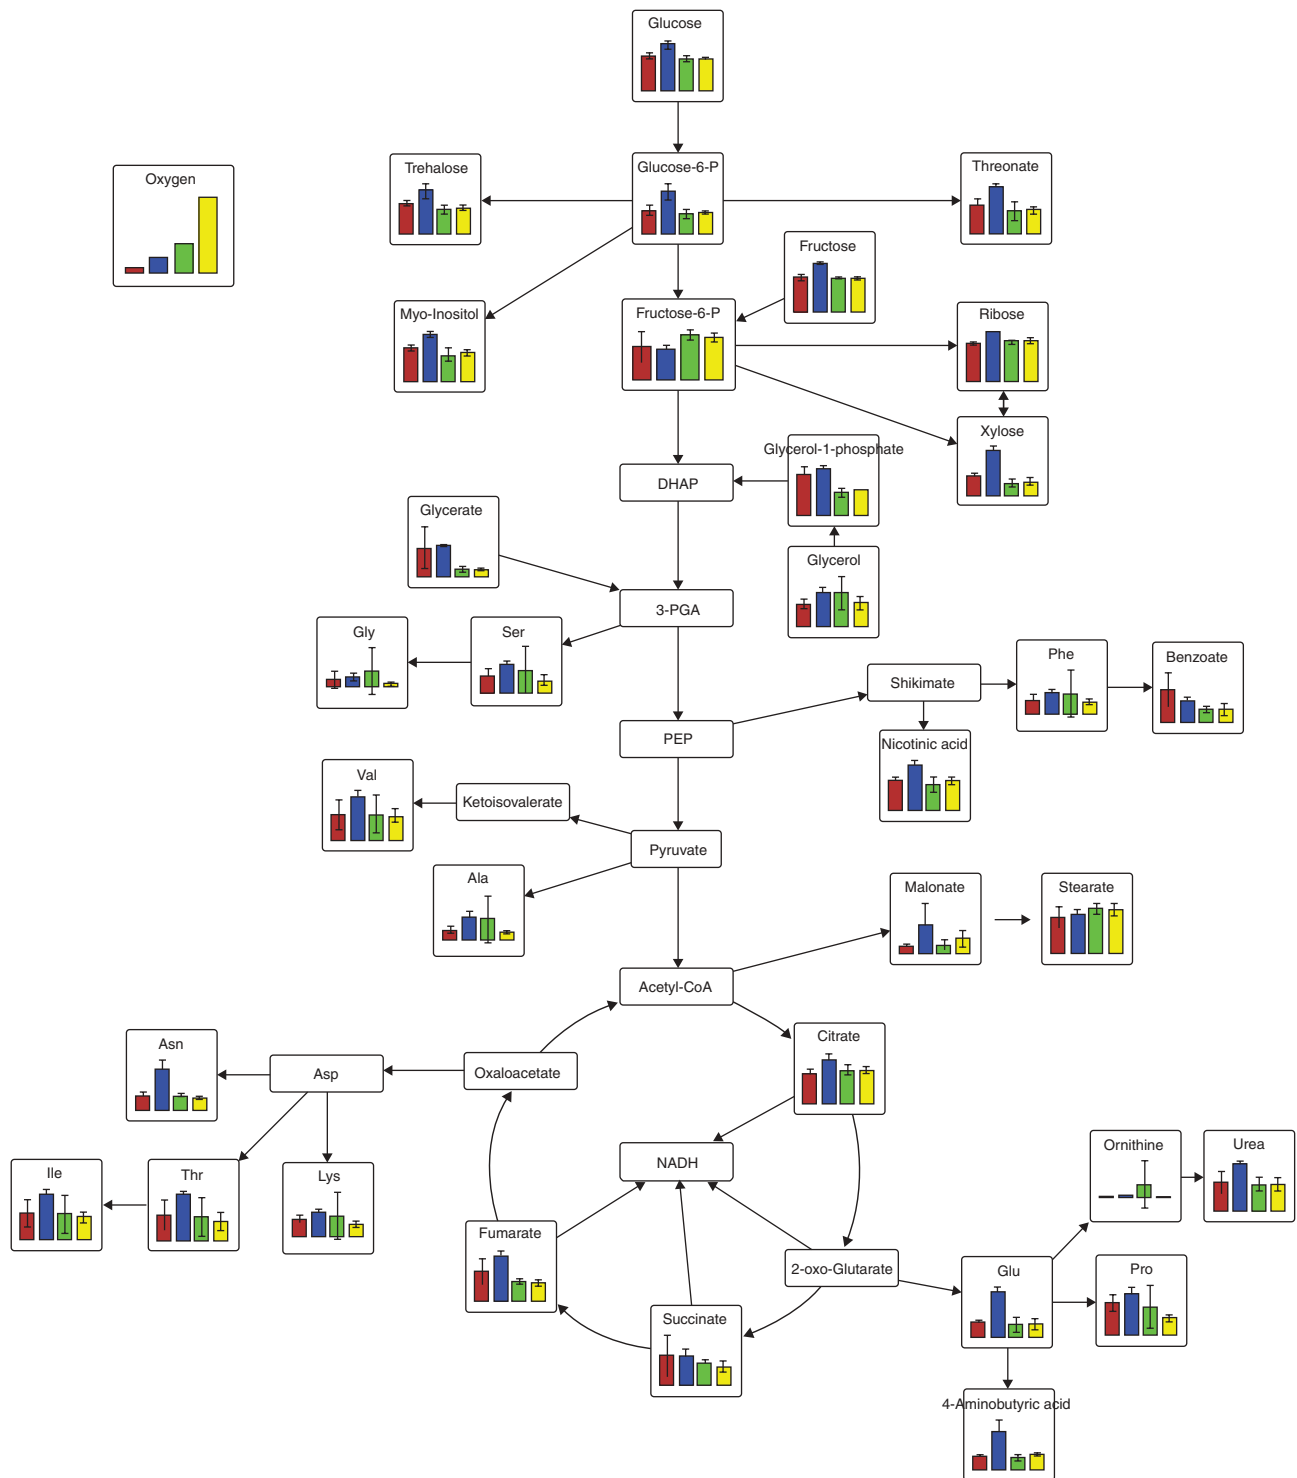 Glucose
Trehalose
Glucose-6-P
Threonate
Oxygen
Fructose
Myo-Inositol
Fructose-6-P
Ribose
Xylose
Glycerol-1-phosphate
DHAP
Glycerate
Glycerol
3-PGA
Gly
Ser
Phe
Benzoate
Shikimate
PEP
Nicotinic acid
Val
Ketoisovalerate
Pyruvate
Ala
Malonate
Stearate
Acetyl-CoA
Citrate
Asn
Asp
Oxaloacetate
Ornithine
Urea
NADH
Ile
Thr
Lys
Fumarate
2-oxo-Glutarate
Glu
Pro
Succinate
4-Aminobutyric acid